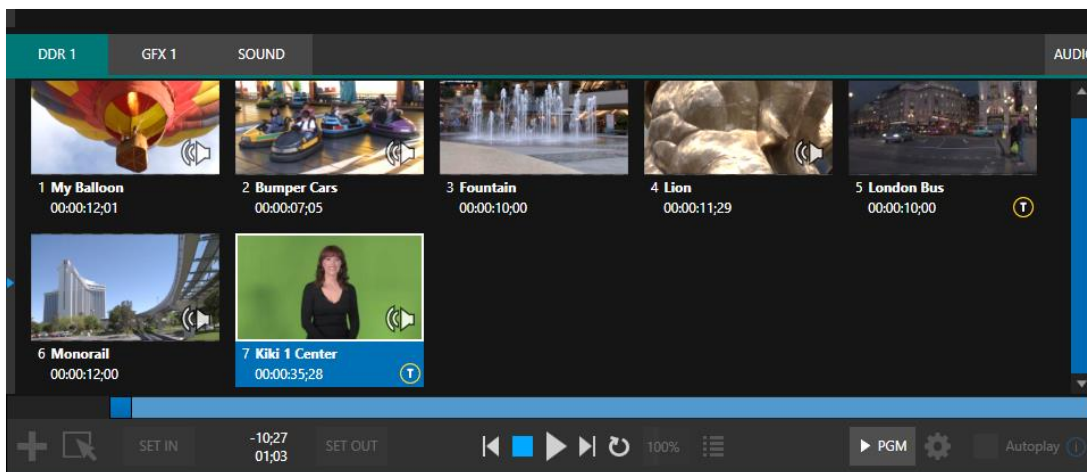 DDR 1
GFX 1
SOUND
AUDIO
1 My Balloon
00:00:12;01
2 Bumper Cars
00:00:07;05
3 Fountain
00:00:10;00
4 Lion
00:00:11;29
5 London Bus
00:00:10;00
T
6 Monorail
00:00:12;00
7 Kiki 1 Center
00:00:35;28
T
SET IN
-10;27
01;03
SET OUT
100%
PGM
Autoplay